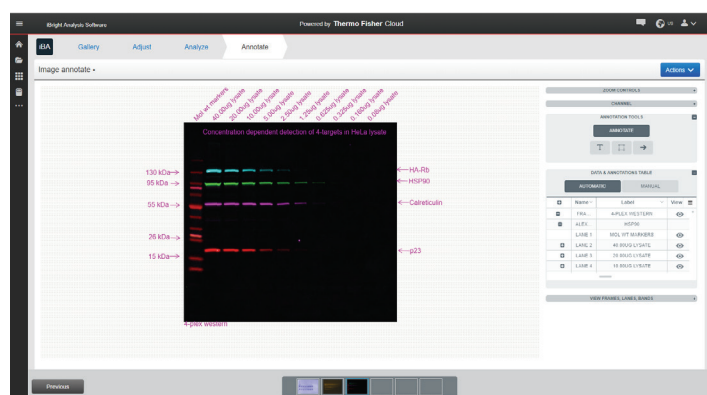 iBright Analysis Software
Powered by Thermo Fisher Cloud
US
iBA
Gallery
Adjust
Analyze
Annotate
Image annotate
Actions
Mol wt markers
40.00ug lysate
20.00ug lysate
10.00ug lysate
5.00ug lysate
2.50ug lysate
1.25ug lysate
0.625ug lysate
0.325ug lysate
0.160ug lysate
0.08ug lysate
Concentration dependent detection of 4-targets in HeLa lysate
130 kDa
95 kDa
55 kDa
26 kDa
15 kDa
HA-Rb
HSP90
Calreticulin
p23
4-plex western
ZOOM CONTROLS
CHANNEL
ANNOTATION TOOLS
ANNOTATE
T
DATA & ANNOTATIONS TABLE
AUTOMATIC MANUAL
Name Label View
FRA... 4-PLEX WESTERN
ALEX... HSP90
LANE 1 MOL WT MARKERS
LANE 2 40.00UG LYSATE
LANE 3 20.00UG LYSATE
LANE 4 10.00UG LYSATE
VIEW FRAMES, LANES, BANDS
Previous